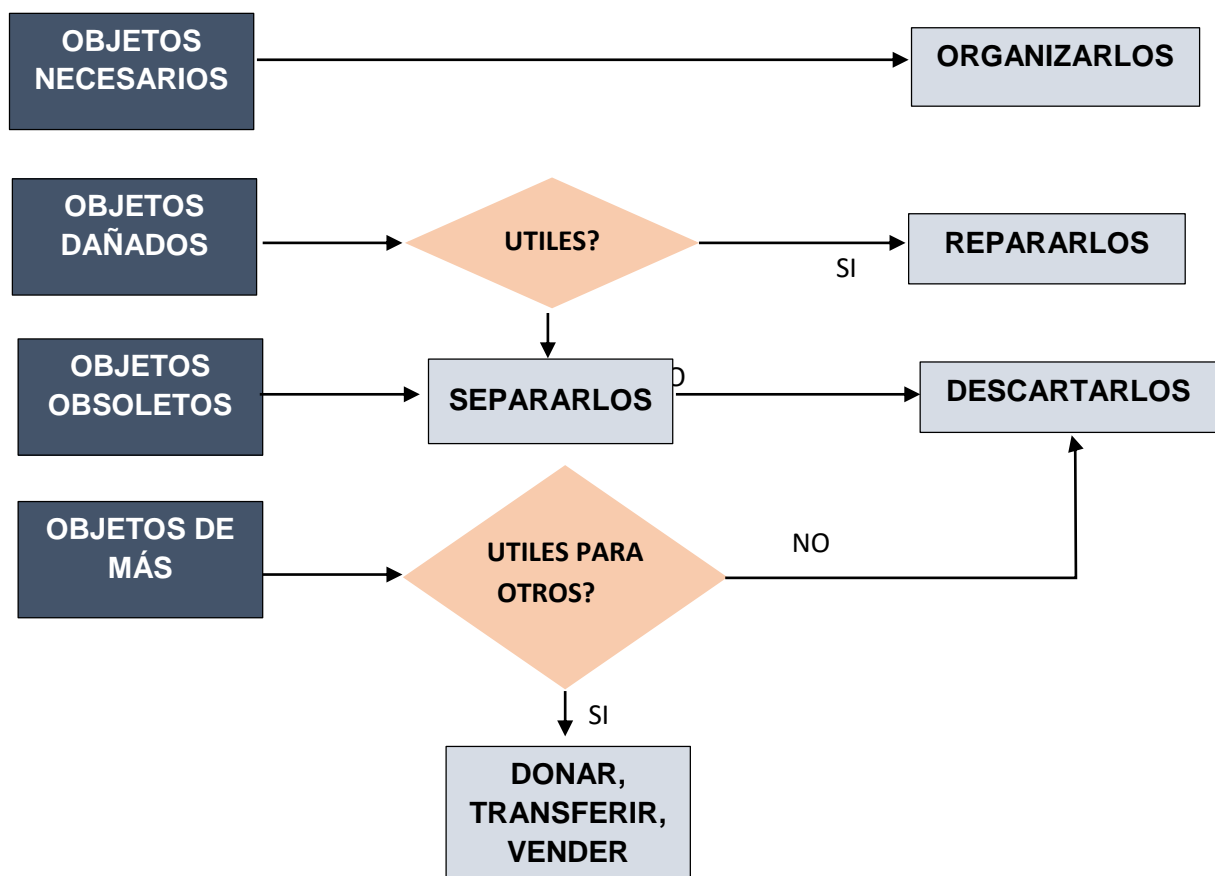 OBJETOS
NECESARIOS
ORGANIZARLOS
OBJETOS
DAÑADOS
UTILES?
SI
REPARARLOS
OBJETOS
OBSOLETOS
SEPARARLOS
O
DESCARTARLOS
OBJETOS DE
MÁS
UTILES PARA
OTROS?
NO
SI
DONAR,
TRANSFERIR,
VENDER